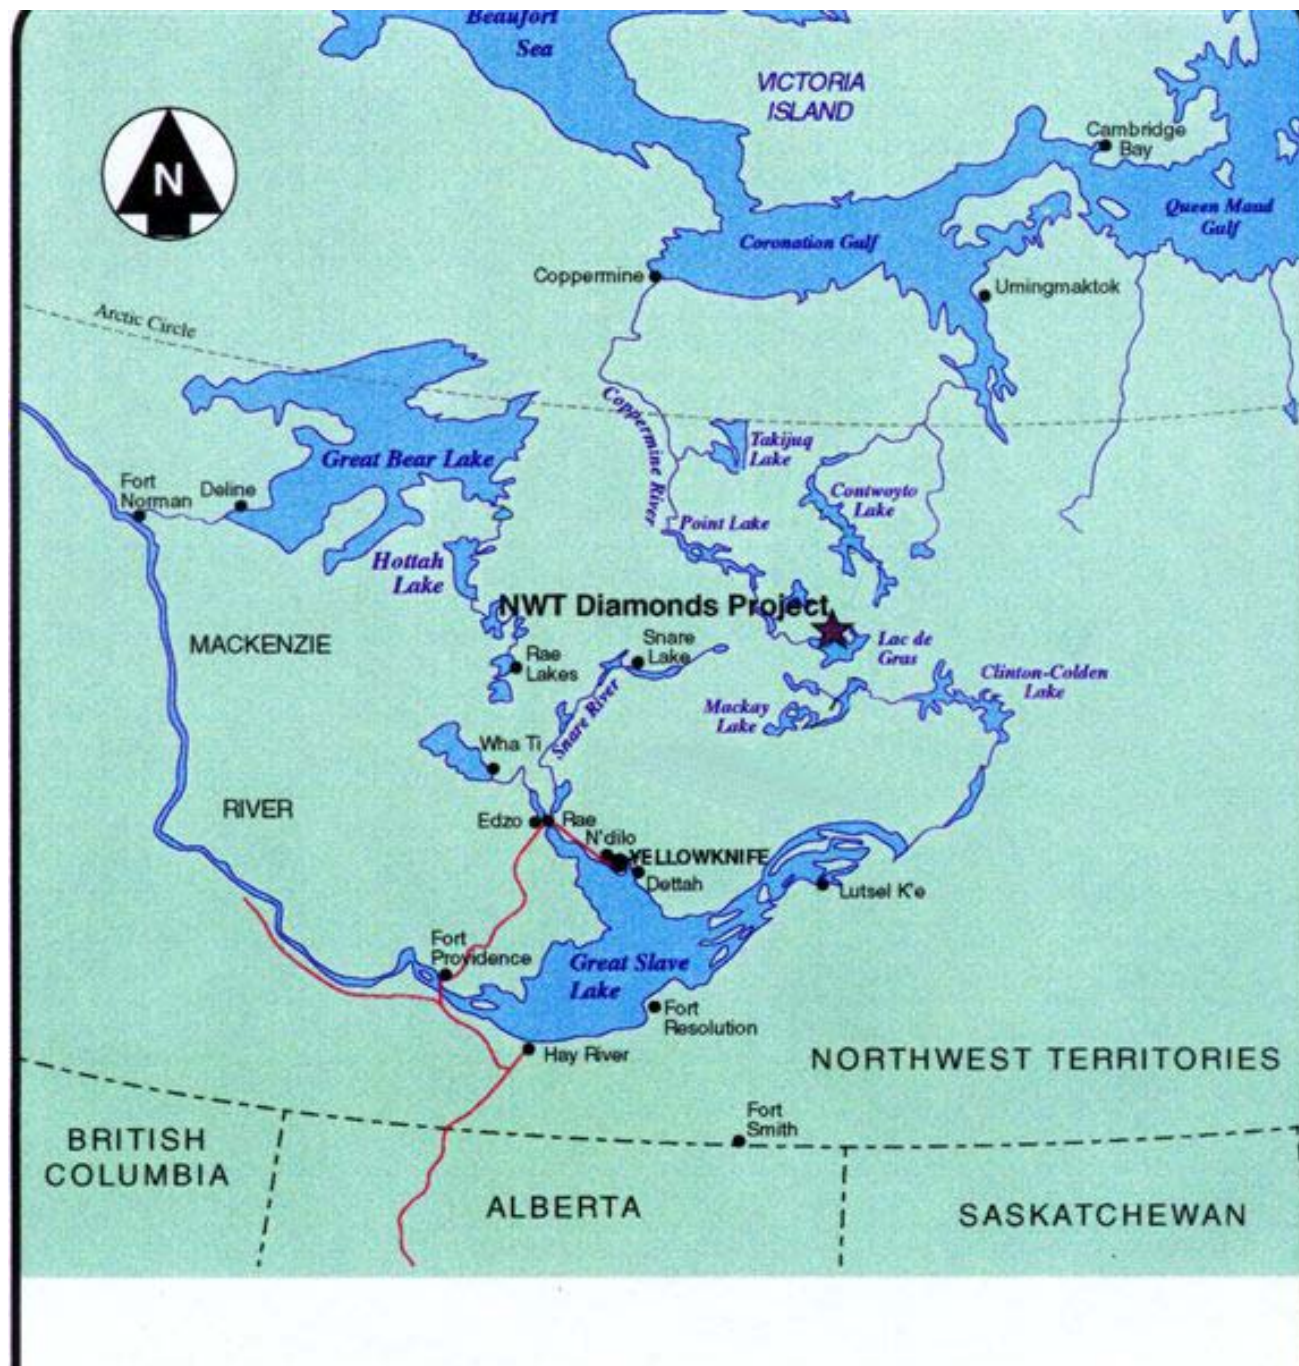 Beaufort
Sea
VICTORIA
ISLAND
Cambridge
Bay
N
Queen Maud
Gulf
Coronation Gulf
Coppermine
Umingmaktok
Arctic Circle
Coppermine River
Takijuq
Lake
Great Bear Lake
Fort
Norman
Deline
Contwoyto
Lake
Point Lake
Hottah
Lake
NWT Diamonds Project
MACKENZIE
Snare
Lake
Lac de
Gras
Rae
Lakes
Clinton-Colden
Lake
Snare River
Mackay
Lake
Wha Ti
RIVER
Edzo
Rae
N'dilo
YELLOWKNIFE
Dettah
Lutsel K'e
Fort
Providence
Great Slave
Lake
Fort
Resolution
Hay River
NORTHWEST TERRITORIES
Fort
Smith
BRITISH
COLUMBIA
ALBERTA
SASKATCHEWAN